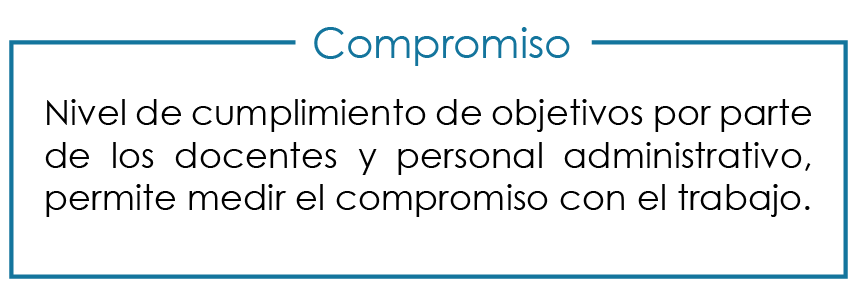 Compromiso
Nivel de cumplimiento de objetivos por parte
de los docentes y personal administrativo,
permite medir el compromiso con el trabajo.